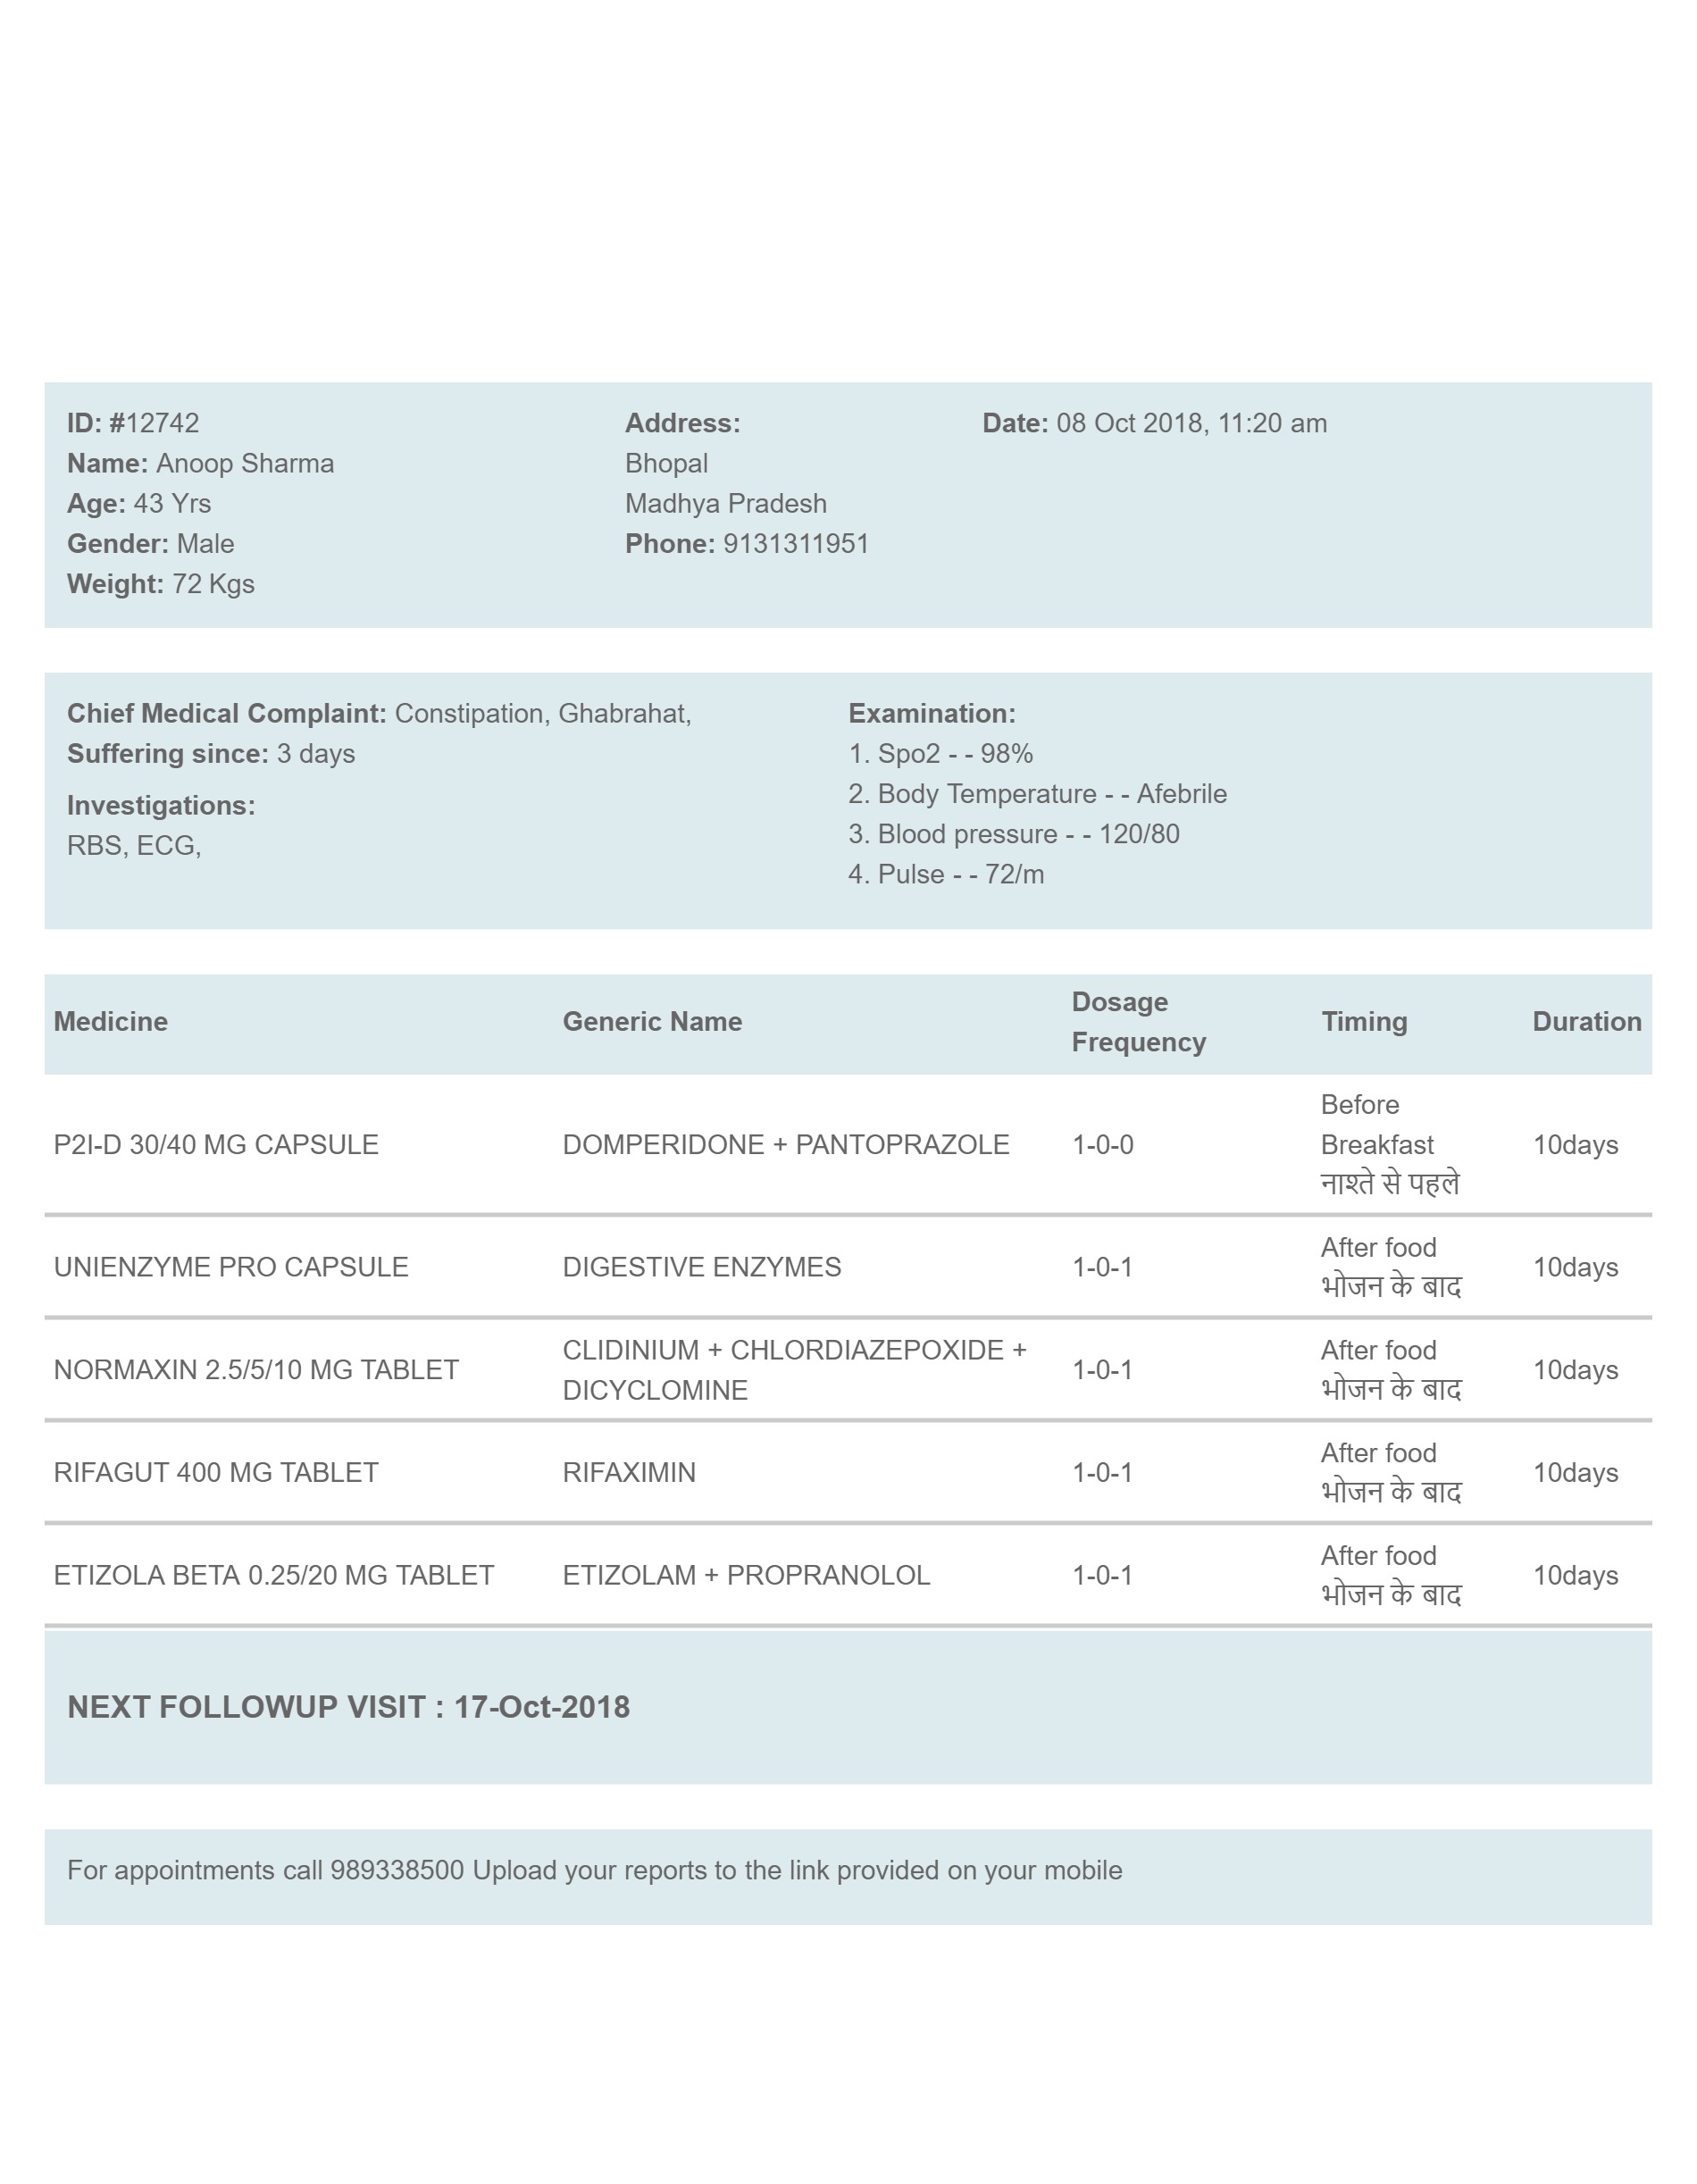 ID: #12742
Name: Anoop Sharma
Age: 43 Yrs
Gender: Male
Weight: 72 Kgs
Address:
Bhopal
Madhya Pradesh
Phone: 9131311951
Date: 08 Oct 2018, 11:20 am
Chief Medical Complaint: Constipation, Ghabrahat,
Suffering since: 3 days
Investigations:
RBS, ECG,
Examination:
1. Spo2 - - 98%
2. Body Temperature - - Afebrile
3. Blood pressure - - 120/80
4. Pulse - - 72/m
Medicine
Generic Name
Dosage
Frequency
Timing
Duration
P2I-D 30/40 MG CAPSULE
DOMPERIDONE + PANTOPRAZOLE
1-0-0
Before
Breakfast
नाश्ते से पहले
10days
UNIENZYME PRO CAPSULE
DIGESTIVE ENZYMES
1-0-1
After food
भोजन के बाद
10days
NORMAXIN 2.5/5/10 MG TABLET
CLIDINIUM + CHLORDIAZEPOXIDE +
DICYCLOMINE
1-0-1
After food
भोजन के बाद
10days
RIFAGUT 400 MG TABLET
RIFAXIMIN
1-0-1
After food
भोजन के बाद
10days
ETIZOLA BETA 0.25/20 MG TABLET
ETIZOLAM + PROPRANOLOL
1-0-1
After food
भोजन के बाद
10days
NEXT FOLLOWUP VISIT : 17-Oct-2018
For appointments call 989338500 Upload your reports to the link provided on your mobile